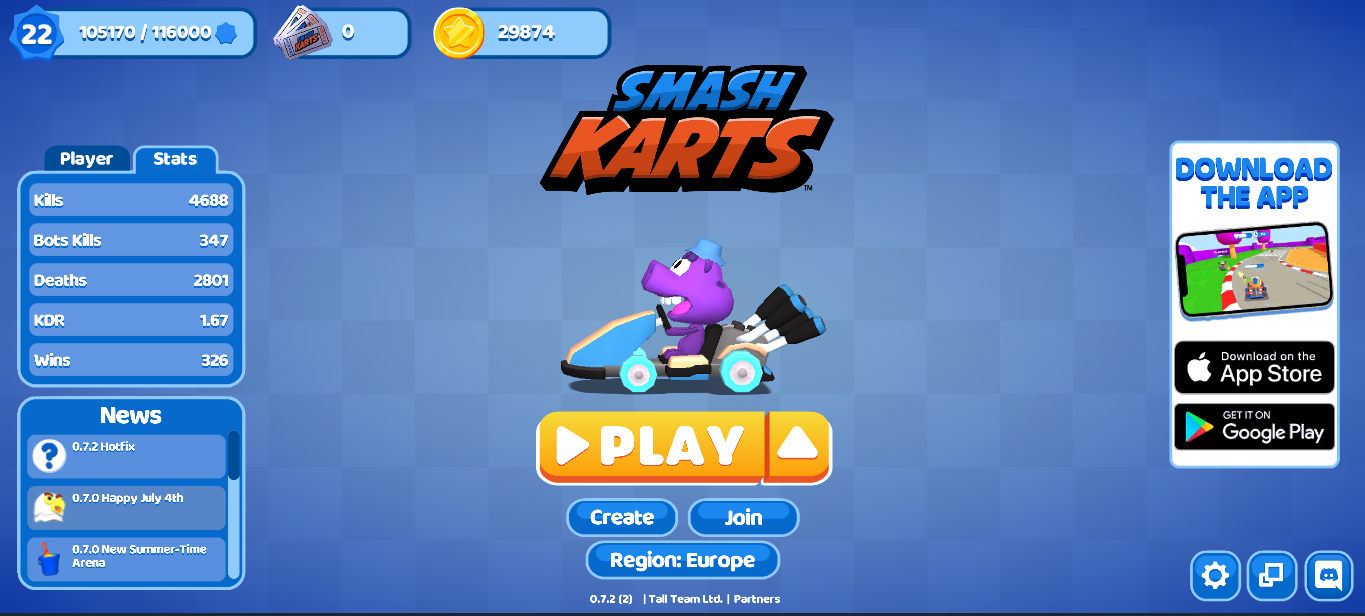 22
105170 / 116000
0
29874
SMASH
KARTS
TM
Player
Stats
Kills 4688
Bots Kills 347
Deaths 2801
KDR 1.67
Wins 326
News
0.7.2 Hotfix
0.7.0 Happy July 4th
0.7.0 New Summer-Time
Arena
PLAY
Create
Join
Region: Europe
0.7.2 (2) | Tall Team Ltd. | Partners
DOWNLOAD
THE APP
Download on the
App Store
GET IT ON
Google Play